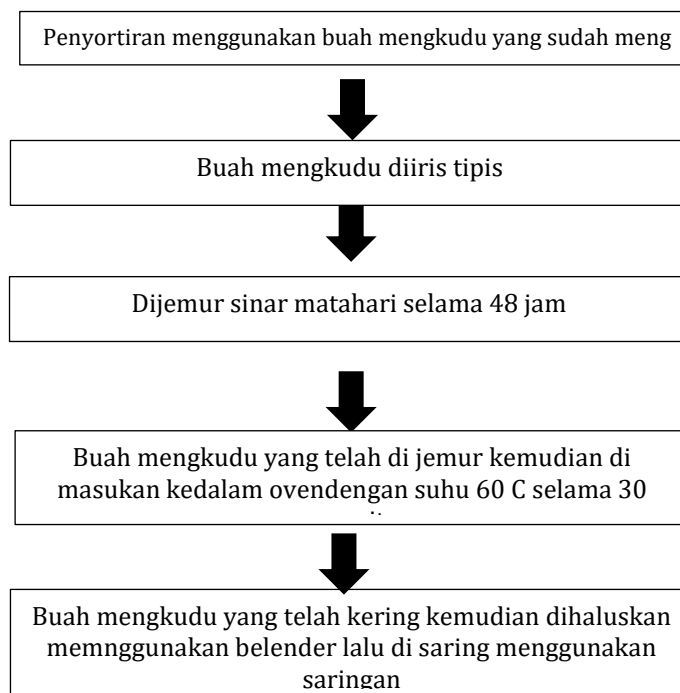 Penyortiran menggunakan buah mengkudu yang sudah meng
Buah mengkudu diiris tipis
Dijemur sinar matahari selama 48 jam
Buah mengkudu yang telah di jemur kemudian di
masukan kedalam ovendengan suhu 60 C selama 30
Buah mengkudu yang telah kering kemudian dihaluskan
memnggunakan belender lalu di saring menggunakan
saringan